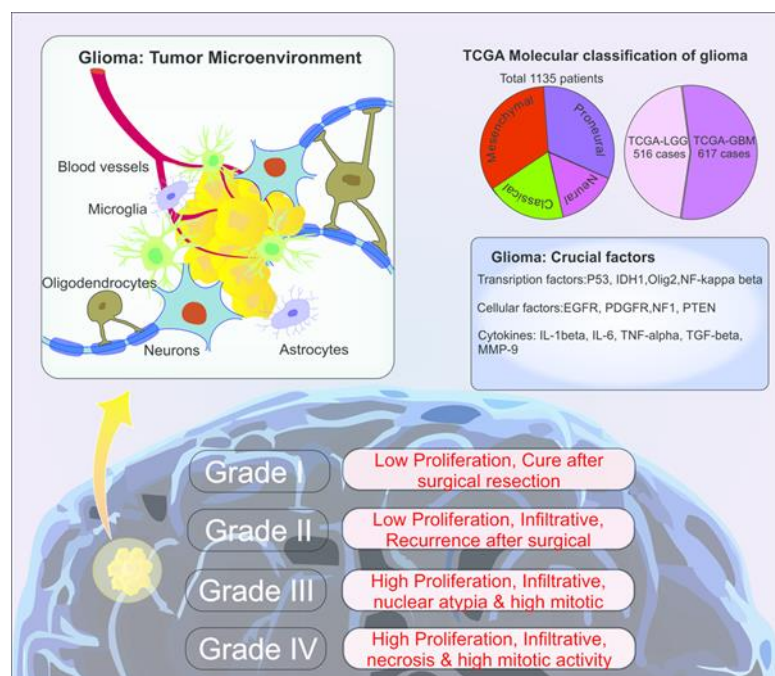 Glioma: Tumor Microenvironment
Blood vessels
Microglia
Oligodendrocytes
Neurons
Astrocytes
TCGA Molecular classification of glioma
Total 1135 patients
Mesenchymal
Proneural
Classical
Neural
TCGA-LGG
516 cases
TCGA-GBM
617 cases
Glioma: Crucial factors
Transription factors:P53, IDH1,Olig2,NF-kappa beta
Cellular factors:EGFR, PDGFR,NF1, PTEN
Cytokines: IL-1beta, IL-6, TNF-alpha, TGF-beta,
MMP-9
Grade I
Low Proliferation, Cure after
surgical resection
Grade II
Low Proliferation, Infiltrative,
Recurrence after surgical
Grade III
High Proliferation, Infiltrative,
nuclear atypia & high mitotic
Grade IV
High Proliferation, Infiltrative,
necrosis & high mitotic activity